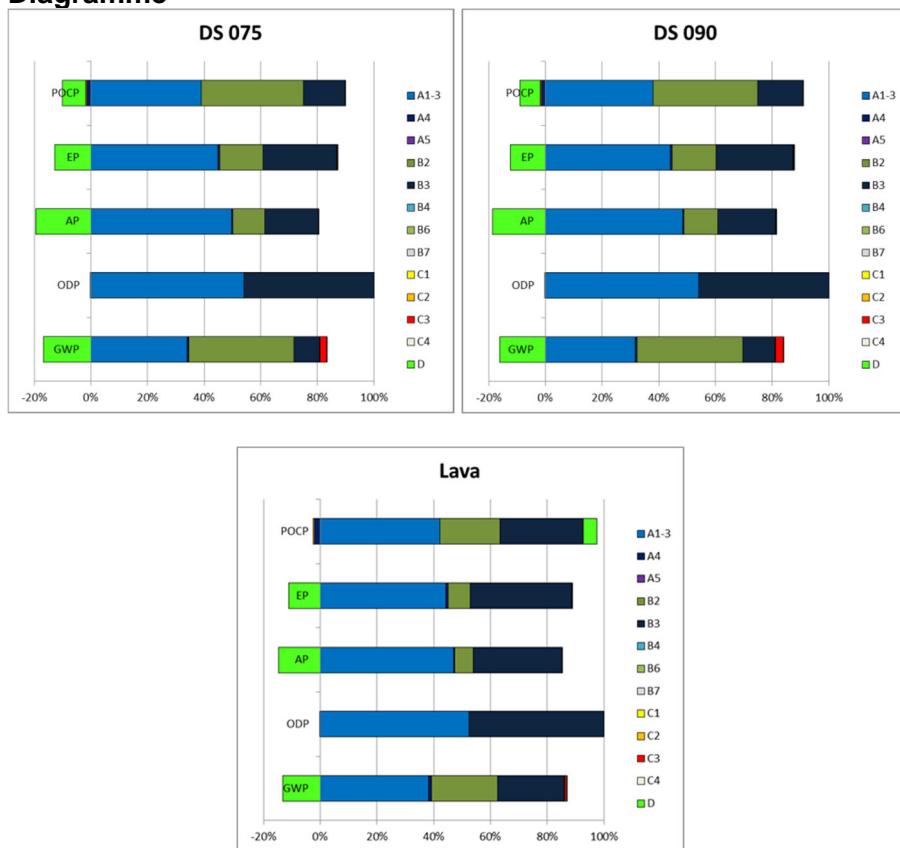 Diagramme
DS 075
POCP
EP
AP
ODP
GWP
-20% 0% 20% 40% 60% 80% 100%
A1-3
A4
A5
B2
B3
B4
B6
B7
C1
C2
C3
C4
D
DS 090
POCP
EP
AP
ODP
GWP
-20% 0% 20% 40% 60% 80% 100%
A1-3
A4
A5
B2
B3
B4
B6
B7
C1
C2
C3
C4
D
Lava
POCP
EP
AP
ODP
GWP
-20% 0% 20% 40% 60% 80% 100%
A1-3
A4
A5
B2
B3
B4
B6
B7
C1
C2
C3
C4
D